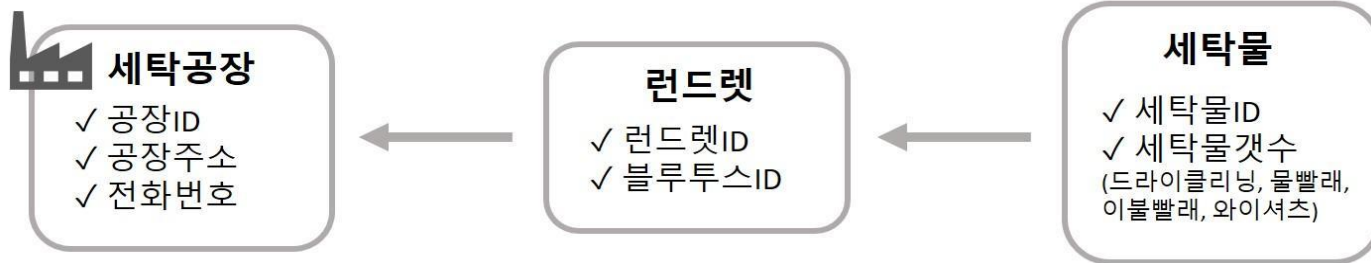 세탁공장
✓ 공장ID
✓ 공장주소
✓ 전화번호
런드렛
✓ 런드렛ID
✓ 블루투스ID
세탁물
✓ 세탁물ID
✓ 세탁물갯수
(드라이클리닝, 물빨래,
이불빨래, 와이셔츠)